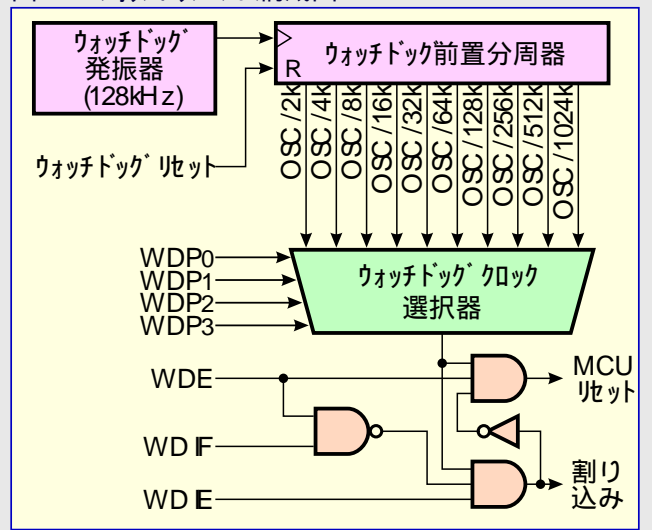 ウォッチドッグ
発振器
(128kHz)
ウォッチドッグ前置分周器
R
OSC/2k
OSC/4k
OSC/8k
OSC/16k
OSC/32k
OSC/64k
OSC/128k
OSC/256k
OSC/512k
OSC/1024k
ウォッチドッグ リセット
WDP0
WDP1
WDP2
WDP3
ウォッチドッグ クロック
選択器
WDE
WDIF
WDIE
MCU
リセット
割り
込み